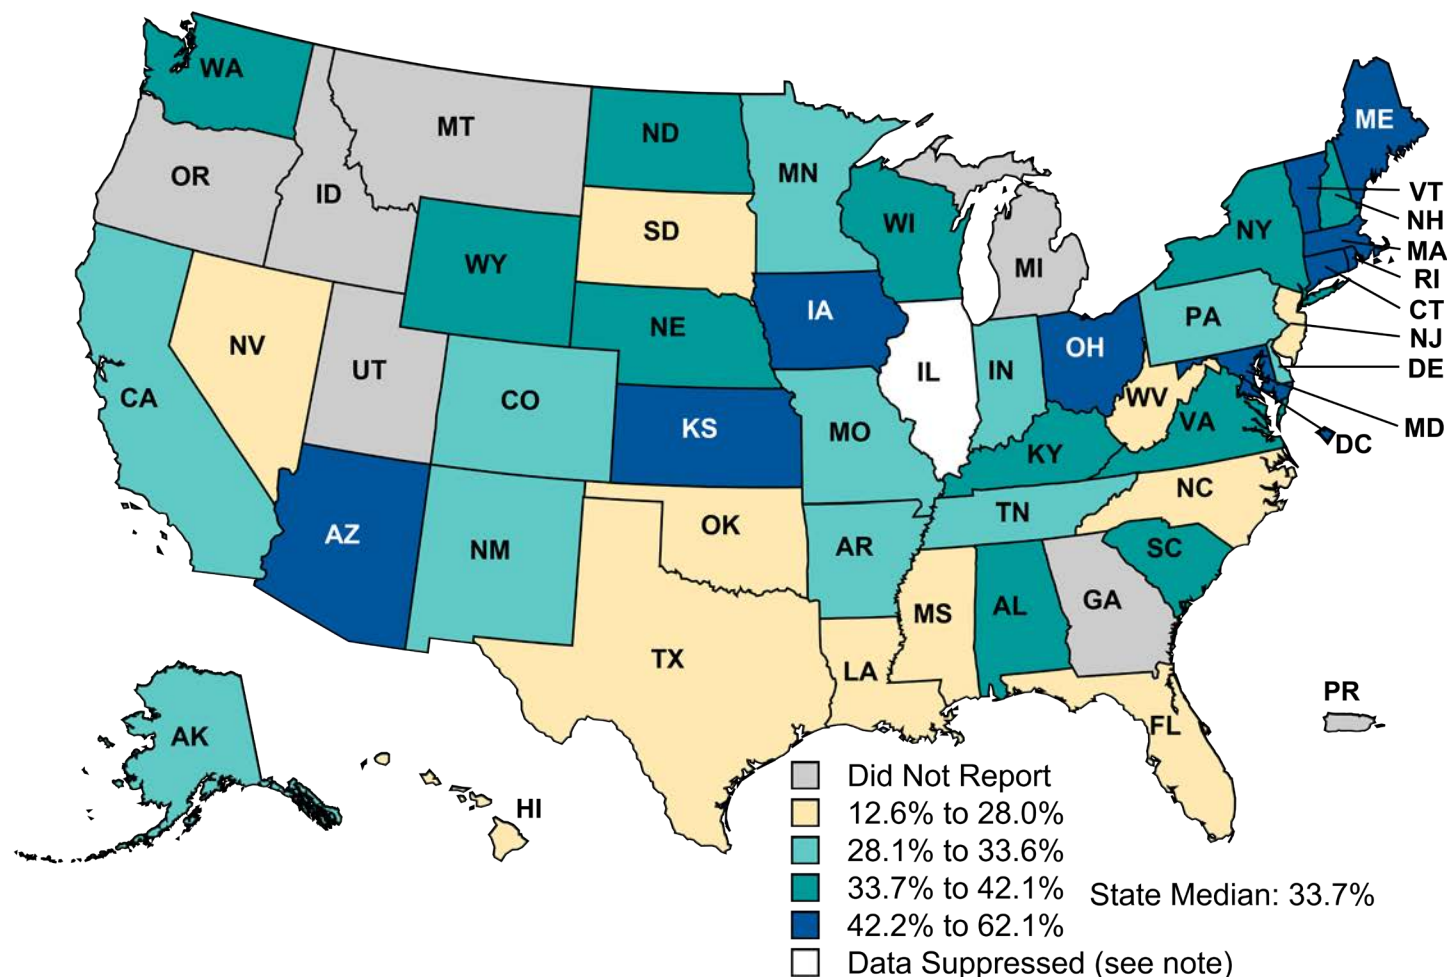 WA
MT
ND
MN
ME
OR
ID
SD
WI
VT
NH
NY
MA
WY
MI
RI
IA
NE
PA
CT
NJ
NV
UT
OH
IL
IN
DE
CA
CO
WV
MD
KS
MO
VA
DC
KY
NC
AZ
OK
TN
NM
AR
SC
MS
AL
GA
TX
LA
PR
FL
AK
HI
Did Not Report
12.6% to 28.0%
28.1% to 33.6%
33.7% to 42.1%
State Median: 33.7%
42.2% to 62.1%
Data Suppressed (see note)